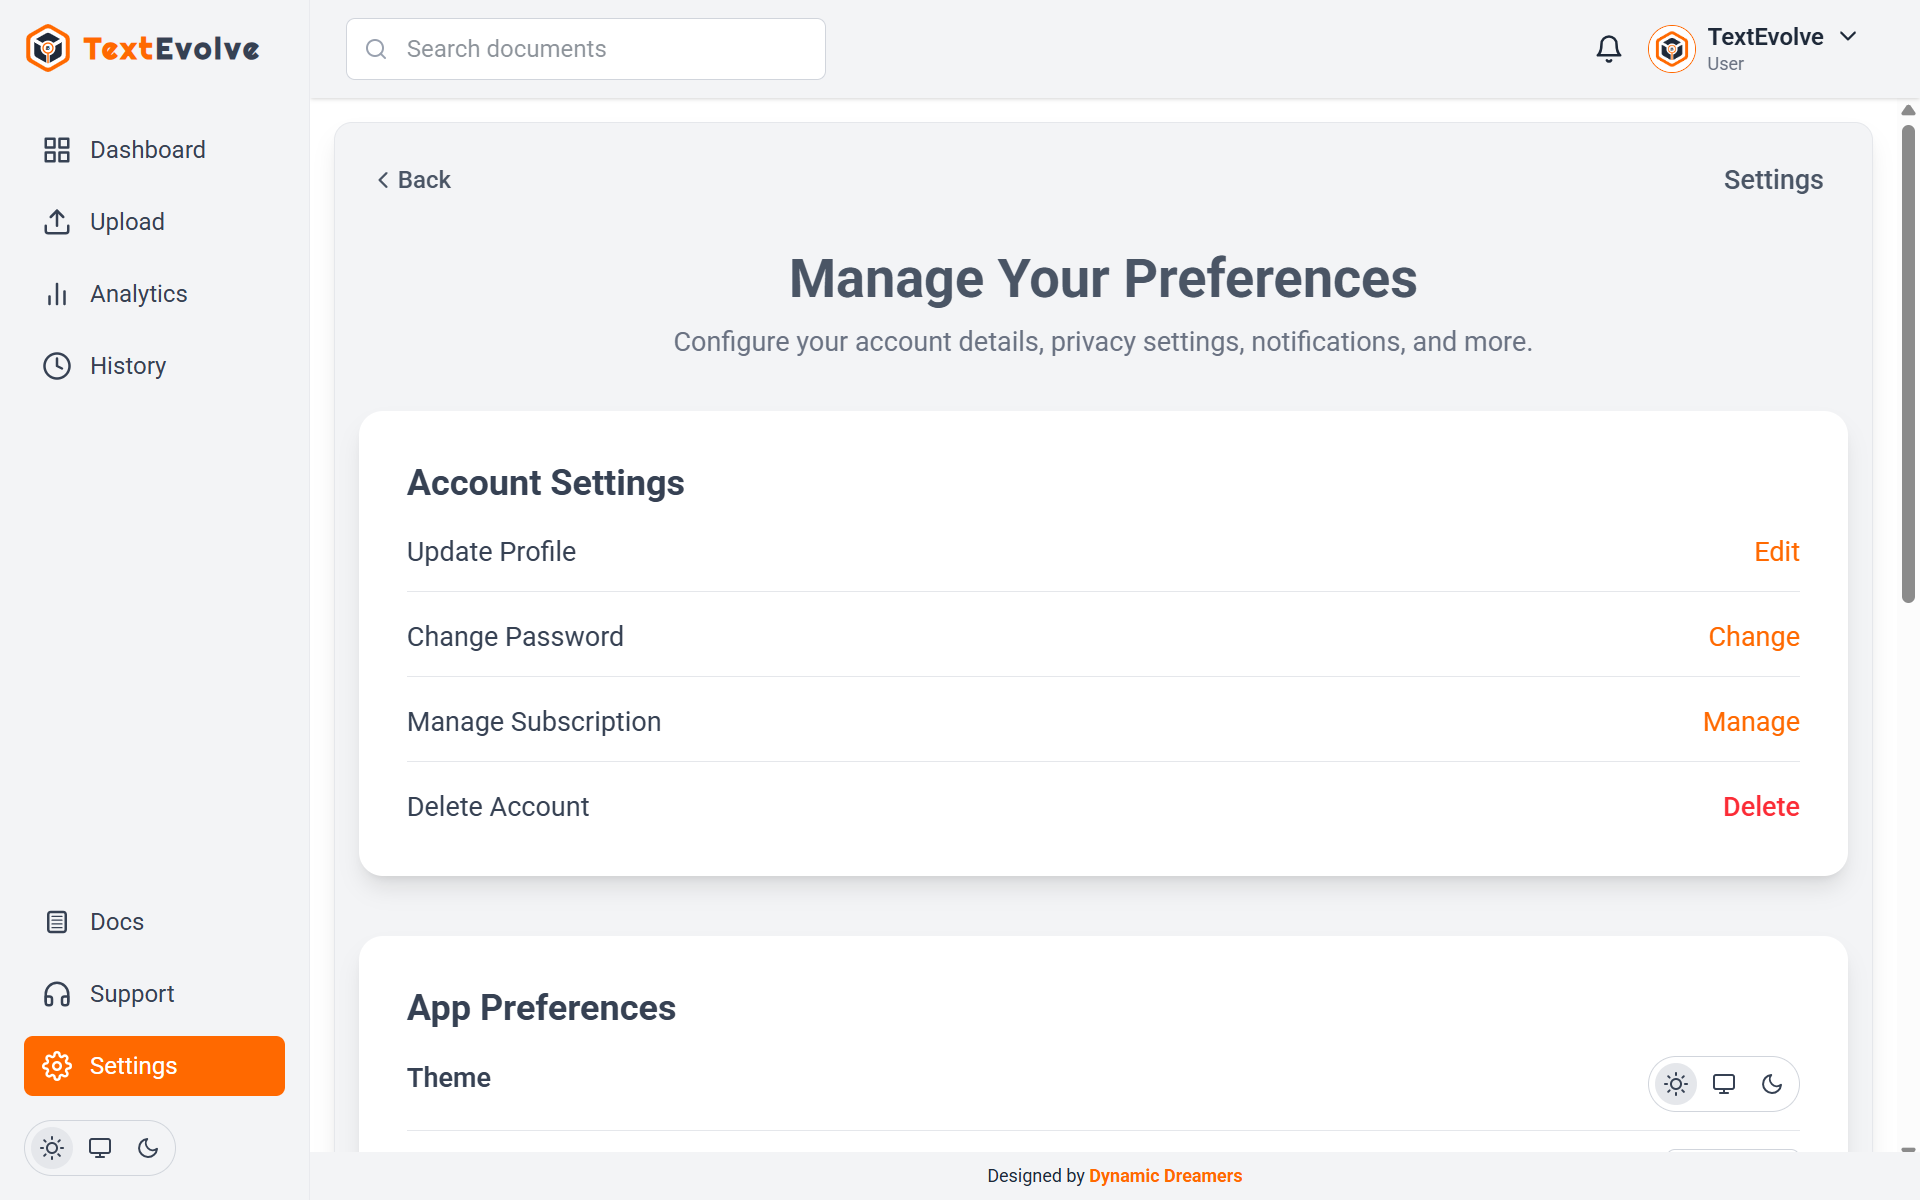 TextEvolve
Search documents
TextEvolve
User
Dashboard
Upload
Analytics
History
Docs
Support
Settings
Back
Settings
Manage Your Preferences
Configure your account details, privacy settings, notifications, and more.
Account Settings
Update Profile
Edit
Change Password
Change
Manage Subscription
Manage
Delete Account
Delete
App Preferences
Theme
Designed by Dynamic Dreamers